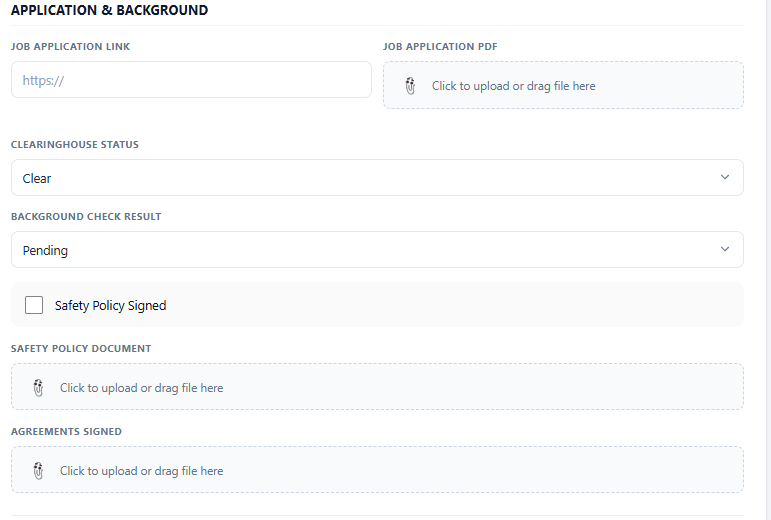 APPLICATION & BACKGROUND
JOB APPLICATION LINK
JOB APPLICATION PDF
https://
Click to upload or drag file here
CLEARINGHOUSE STATUS
Clear
BACKGROUND CHECK RESULT
Pending
Safety Policy Signed
SAFETY POLICY DOCUMENT
Click to upload or drag file here
AGREEMENTS SIGNED
Click to upload or drag file here